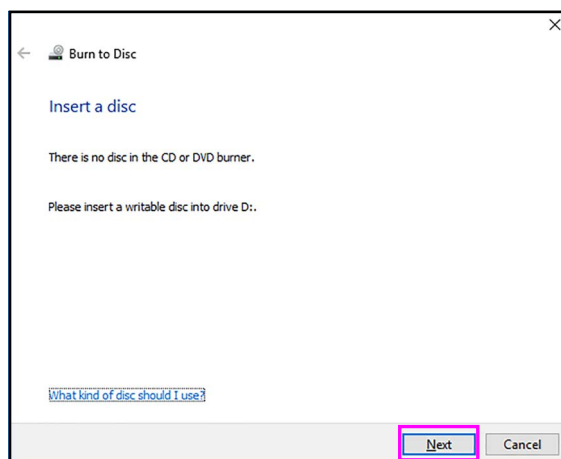 Burn to Disc
Insert a disc
There is no disc in the CD or DVD burner.
Please insert a writable disc into drive D:.
What kind of disc should I use?
Next
Cancel